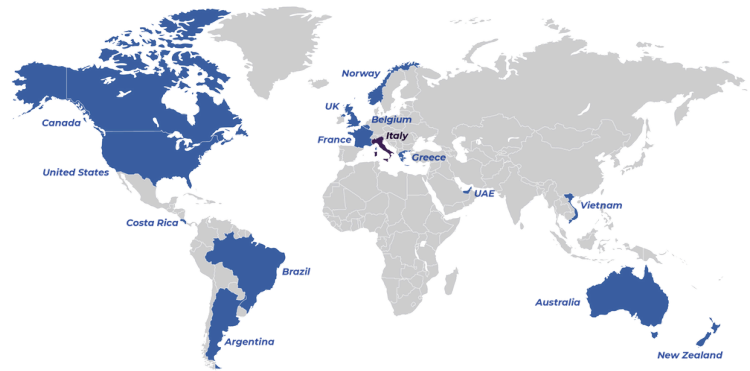 Norway
UK
Belgium
Canada
Italy
France
Greece
United States
UAE
Vietnam
Costa Rica
Brazil
Australia
Argentina
New Zealand